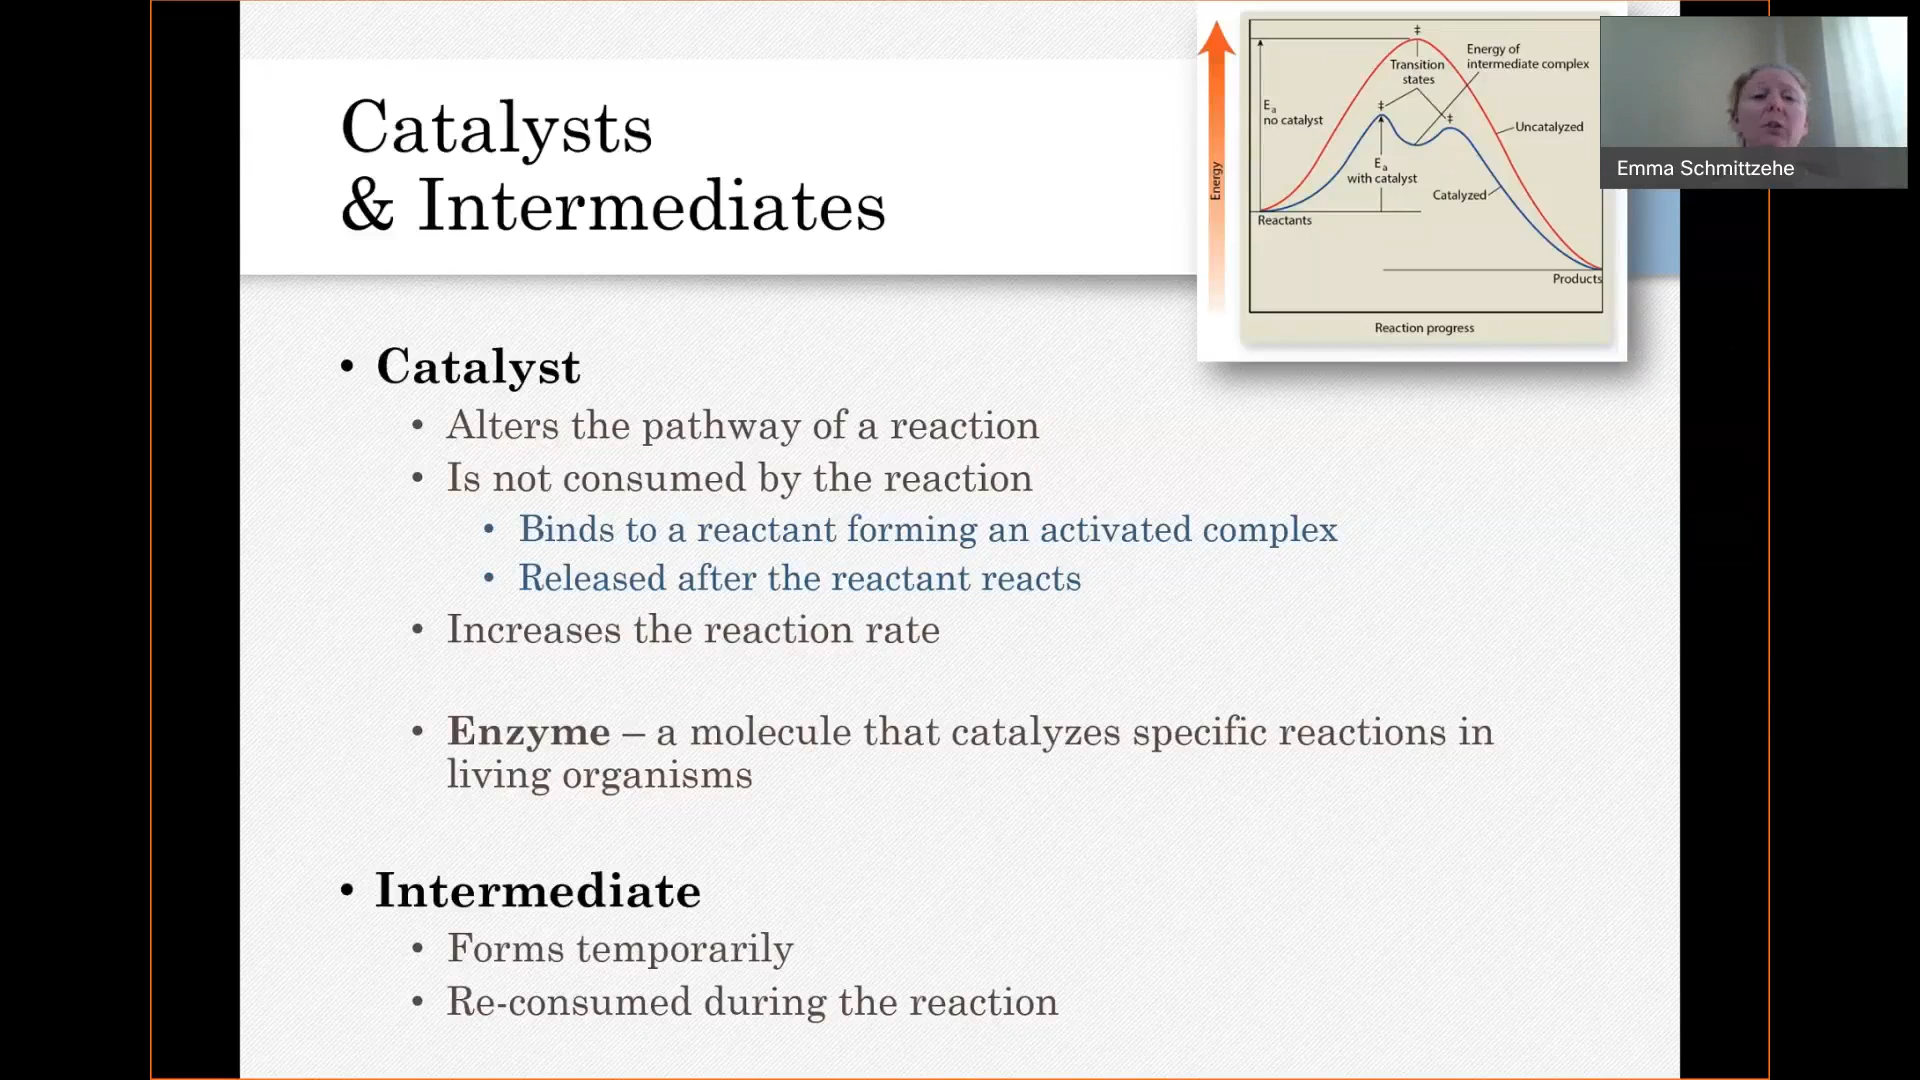 Catalysts
& Intermediates
Energy
‡
Transition
states
Energy of
intermediate complex
Ea
no catalyst
‡
‡
Uncatalyzed
Ea
with catalyst
Catalyzed
Reactants
Products
Reaction progress
Emma Schmittzehe
• Catalyst
• Alters the pathway of a reaction
• Is not consumed by the reaction
• Binds to a reactant forming an activated complex
• Released after the reactant reacts
• Increases the reaction rate
• Enzyme – a molecule that catalyzes specific reactions in
living organisms
• Intermediate
• Forms temporarily
• Re-consumed during the reaction